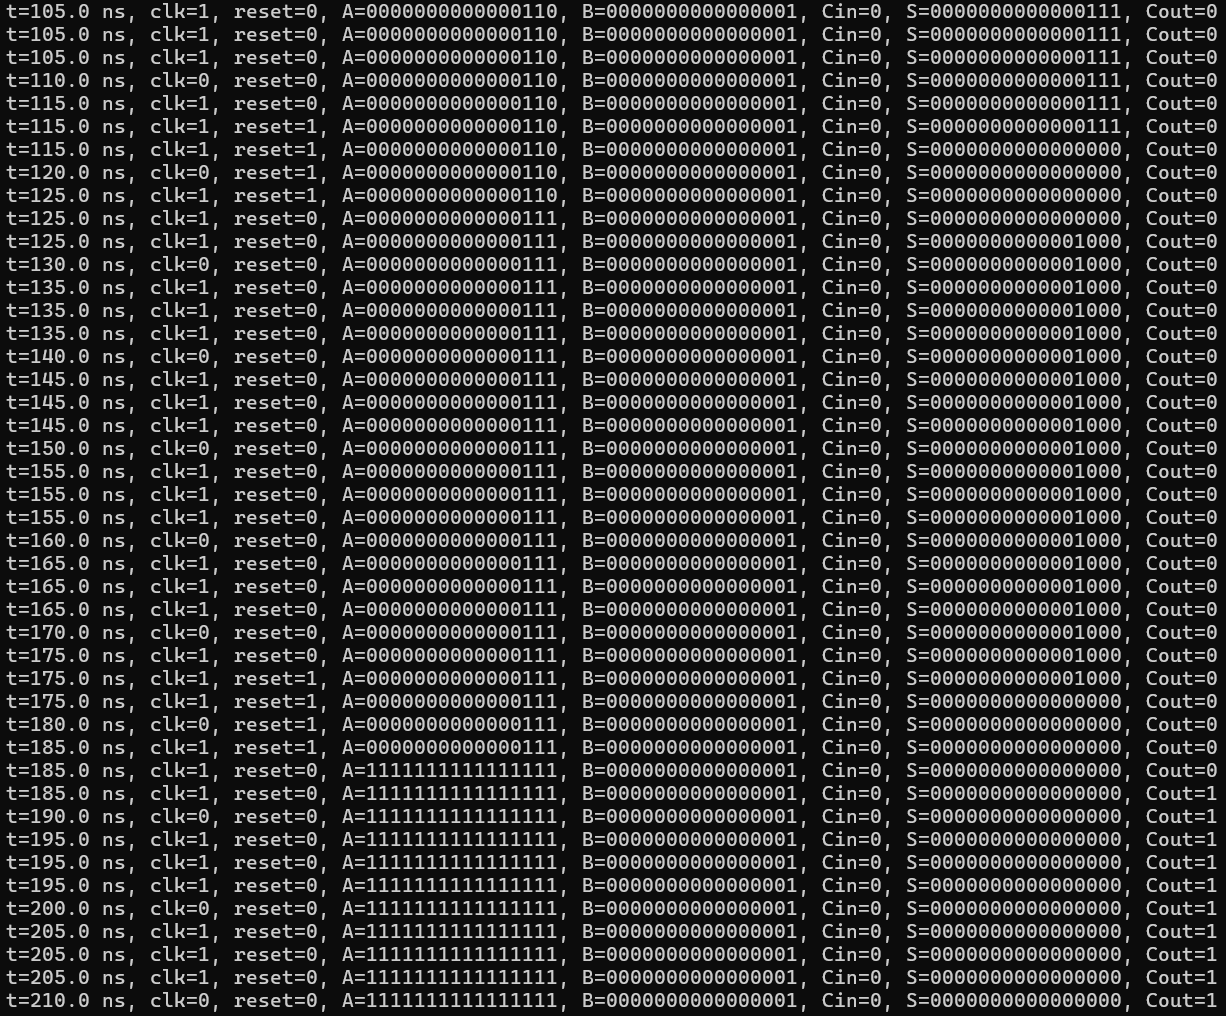 t=105.0 ns, clk=1, reset=0, A=0000000000000110, B=0000000000000001, Cin=0, S=0000000000000111, Cout=0
t=105.0 ns, clk=1, reset=0, A=0000000000000110, B=0000000000000001, Cin=0, S=0000000000000111, Cout=0
t=105.0 ns, clk=1, reset=0, A=0000000000000110, B=0000000000000001, Cin=0, S=0000000000000111, Cout=0
t=110.0 ns, clk=0, reset=0, A=0000000000000110, B=0000000000000001, Cin=0, S=0000000000000111, Cout=0
t=115.0 ns, clk=1, reset=0, A=0000000000000110, B=0000000000000001, Cin=0, S=0000000000000111, Cout=0
t=115.0 ns, clk=1, reset=1, A=0000000000000110, B=0000000000000001, Cin=0, S=0000000000000111, Cout=0
t=115.0 ns, clk=1, reset=1, A=0000000000000110, B=0000000000000001, Cin=0, S=0000000000000000, Cout=0
t=120.0 ns, clk=0, reset=1, A=0000000000000110, B=0000000000000001, Cin=0, S=0000000000000000, Cout=0
t=125.0 ns, clk=1, reset=1, A=0000000000000110, B=0000000000000001, Cin=0, S=0000000000000000, Cout=0
t=125.0 ns, clk=1, reset=0, A=0000000000000111, B=0000000000000001, Cin=0, S=0000000000000000, Cout=0
t=125.0 ns, clk=1, reset=0, A=0000000000000111, B=0000000000000001, Cin=0, S=0000000000001000, Cout=0
t=130.0 ns, clk=0, reset=0, A=0000000000000111, B=0000000000000001, Cin=0, S=0000000000001000, Cout=0
t=135.0 ns, clk=1, reset=0, A=0000000000000111, B=0000000000000001, Cin=0, S=0000000000001000, Cout=0
t=135.0 ns, clk=1, reset=0, A=0000000000000111, B=0000000000000001, Cin=0, S=0000000000001000, Cout=0
t=135.0 ns, clk=1, reset=0, A=0000000000000111, B=0000000000000001, Cin=0, S=0000000000001000, Cout=0
t=140.0 ns, clk=0, reset=0, A=0000000000000111, B=0000000000000001, Cin=0, S=0000000000001000, Cout=0
t=145.0 ns, clk=1, reset=0, A=0000000000000111, B=0000000000000001, Cin=0, S=0000000000001000, Cout=0
t=145.0 ns, clk=1, reset=0, A=0000000000000111, B=0000000000000001, Cin=0, S=0000000000001000, Cout=0
t=145.0 ns, clk=1, reset=0, A=0000000000000111, B=0000000000000001, Cin=0, S=0000000000001000, Cout=0
t=150.0 ns, clk=0, reset=0, A=0000000000000111, B=0000000000000001, Cin=0, S=0000000000001000, Cout=0
t=155.0 ns, clk=1, reset=0, A=0000000000000111, B=0000000000000001, Cin=0, S=0000000000001000, Cout=0
t=155.0 ns, clk=1, reset=0, A=0000000000000111, B=0000000000000001, Cin=0, S=0000000000001000, Cout=0
t=155.0 ns, clk=1, reset=0, A=0000000000000111, B=0000000000000001, Cin=0, S=0000000000001000, Cout=0
t=160.0 ns, clk=0, reset=0, A=0000000000000111, B=0000000000000001, Cin=0, S=0000000000001000, Cout=0
t=165.0 ns, clk=1, reset=0, A=0000000000000111, B=0000000000000001, Cin=0, S=0000000000001000, Cout=0
t=165.0 ns, clk=1, reset=0, A=0000000000000111, B=0000000000000001, Cin=0, S=0000000000001000, Cout=0
t=165.0 ns, clk=1, reset=0, A=0000000000000111, B=0000000000000001, Cin=0, S=0000000000001000, Cout=0
t=170.0 ns, clk=0, reset=0, A=0000000000000111, B=0000000000000001, Cin=0, S=0000000000001000, Cout=0
t=175.0 ns, clk=1, reset=0, A=0000000000000111, B=0000000000000001, Cin=0, S=0000000000001000, Cout=0
t=175.0 ns, clk=1, reset=1, A=0000000000000111, B=0000000000000001, Cin=0, S=0000000000001000, Cout=0
t=175.0 ns, clk=1, reset=1, A=0000000000000111, B=0000000000000001, Cin=0, S=0000000000000000, Cout=0
t=180.0 ns, clk=0, reset=1, A=0000000000000111, B=0000000000000001, Cin=0, S=0000000000000000, Cout=0
t=185.0 ns, clk=1, reset=1, A=0000000000000111, B=0000000000000001, Cin=0, S=0000000000000000, Cout=0
t=185.0 ns, clk=1, reset=0, A=1111111111111111, B=0000000000000001, Cin=0, S=0000000000000000, Cout=0
t=185.0 ns, clk=1, reset=0, A=1111111111111111, B=0000000000000001, Cin=0, S=0000000000000000, Cout=1
t=190.0 ns, clk=0, reset=0, A=1111111111111111, B=0000000000000001, Cin=0, S=0000000000000000, Cout=1
t=195.0 ns, clk=1, reset=0, A=1111111111111111, B=0000000000000001, Cin=0, S=0000000000000000, Cout=1
t=195.0 ns, clk=1, reset=0, A=1111111111111111, B=0000000000000001, Cin=0, S=0000000000000000, Cout=1
t=195.0 ns, clk=1, reset=0, A=1111111111111111, B=0000000000000001, Cin=0, S=0000000000000000, Cout=1
t=200.0 ns, clk=0, reset=0, A=1111111111111111, B=0000000000000001, Cin=0, S=0000000000000000, Cout=1
t=205.0 ns, clk=1, reset=0, A=1111111111111111, B=0000000000000001, Cin=0, S=0000000000000000, Cout=1
t=205.0 ns, clk=1, reset=0, A=1111111111111111, B=0000000000000001, Cin=0, S=0000000000000000, Cout=1
t=205.0 ns, clk=1, reset=0, A=1111111111111111, B=0000000000000001, Cin=0, S=0000000000000000, Cout=1
t=210.0 ns, clk=0, reset=0, A=1111111111111111, B=0000000000000001, Cin=0, S=0000000000000000, Cout=1